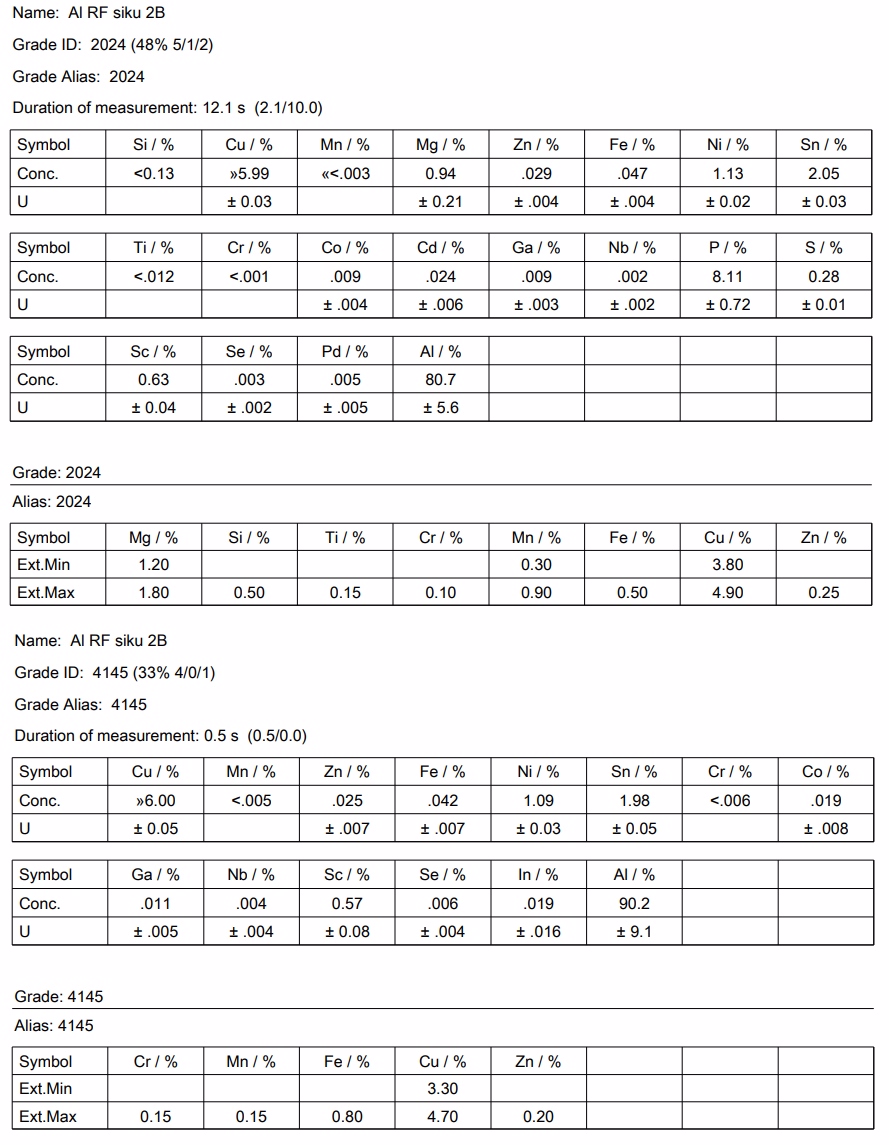 Name: Al RF siku 2B
Grade ID: 2024 (48% 5/1/2)
Grade Alias: 2024
Duration of measurement: 12.1 s (2.1/10.0)
Symbol Si / % Cu / % Mn / % Mg / % Zn / % Fe / % Ni / % Sn / %
Conc. <0.13 »5.99 «<.003 0.94 .029 .047 1.13 2.05
U ± 0.03 ± 0.21 ± .004 ± .004 ± 0.02 ± 0.03
Symbol Ti / % Cr / % Co / % Cd / % Ga / % Nb / % P / % S / %
Conc. <.012 <.001 .009 .024 .009 .002 8.11 0.28
U ± .004 ± .006 ± .003 ± .002 ± 0.72 ± 0.01
Symbol Sc / % Se / % Pd / % Al / %
Conc. 0.63 .003 .005 80.7
U ± 0.04 ± .002 ± .005 ± 5.6
Grade: 2024
Alias: 2024
Symbol Mg / % Si / % Ti / % Cr / % Mn / % Fe / % Cu / % Zn / %
Ext.Min 1.20 0.30 3.80
Ext.Max 1.80 0.50 0.15 0.10 0.90 0.50 4.90 0.25
Name: Al RF siku 2B
Grade ID: 4145 (33% 4/0/1)
Grade Alias: 4145
Duration of measurement: 0.5 s (0.5/0.0)
Symbol Cu / % Mn / % Zn / % Fe / % Ni / % Sn / % Cr / % Co / %
Conc. »6.00 <.005 .025 .042 1.09 1.98 <.006 .019
U ± 0.05 ± .007 ± .007 ± 0.03 ± 0.05 ± .008
Symbol Ga / % Nb / % Sc / % Se / % In / % Al / %
Conc. .011 .004 0.57 .006 .019 90.2
U ± .005 ± .004 ± 0.08 ± .004 ± .016 ± 9.1
Grade: 4145
Alias: 4145
Symbol Cr / % Mn / % Fe / % Cu / % Zn / %
Ext.Min 3.30
Ext.Max 0.15 0.15 0.80 4.70 0.20